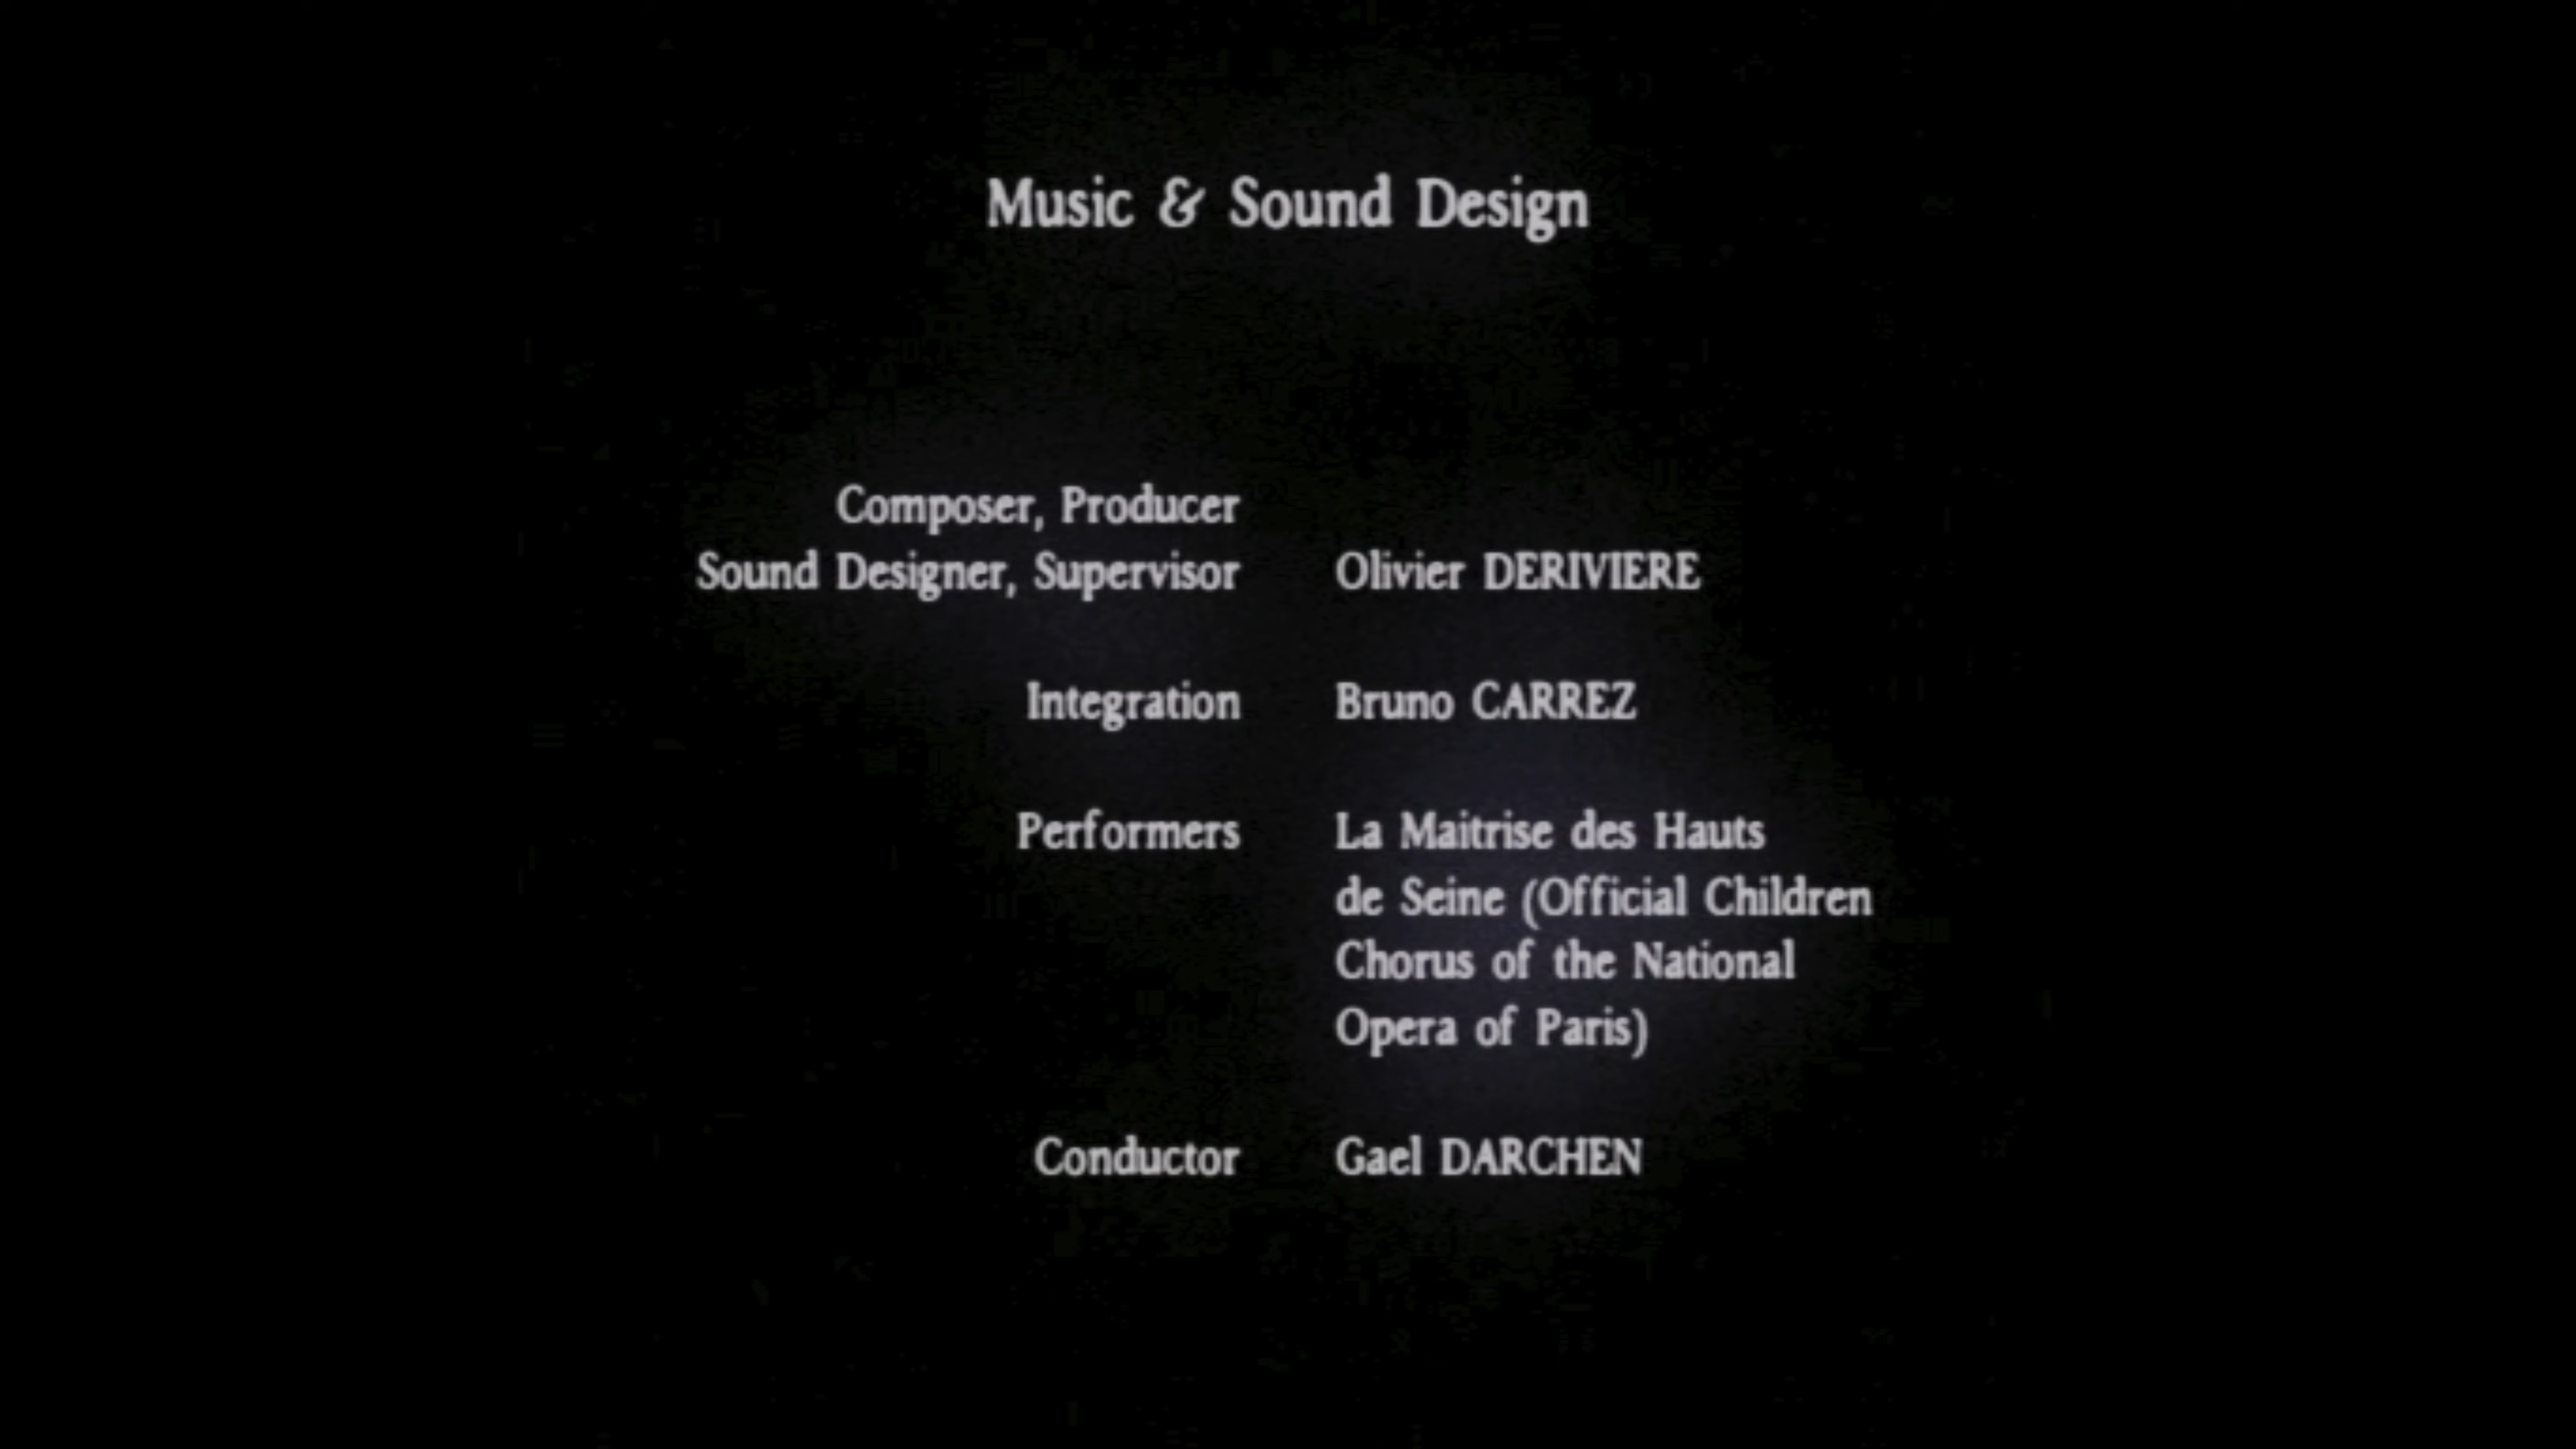 Music & Sound Design
Composer, Producer
Sound Designer, Supervisor Olivier DERIVIERE
Integration Bruno CARREZ
Performers La Maitrise des Hauts
de Seine (Official Children
Chorus of the National
Opera of Paris)
Conductor Gael DARCHEN